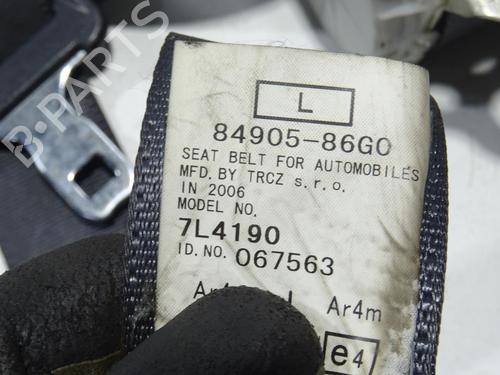 L
84905-86G0
SEAT BELT FOR AUTOMOBILES
MFD. BY TRCZ s.r.o.
IN 2006
MODEL NO.
7L4190
ID. NO. 067563
Ar4m
e4
B-PARTS